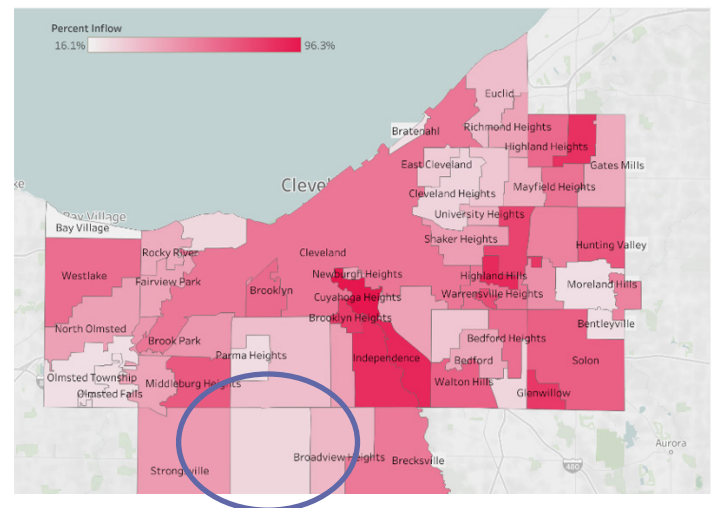 Percent Inflow
16.1%
96.3%
Euclid
Bratenahl
Richmond Heights
Highland Heights
East Cleveland
Gates Mills
Cleveland Heights
Mayfield Heights
Bay Village
Bay Village
University Heights
Shaker Heights
Hunting Valley
Rocky River
Cleveland
Westlake
Fairview Park
Newburgh Heights
Highland Hills
Moreland Hills
Brooklyn
Cuyahoga Heights
Warrensville Heights
Brooklyn Heights
North Olmsted
Bentleyville
Brook Park
Bedford Heights
Parma Heights
Independence
Bedford
Solon
Olmsted Township
Middleburg Heights
Walton Hills
Olmsted Falls
Glenwillow
Aurora
Broadview Heights
Brecksville
Strongsville
480